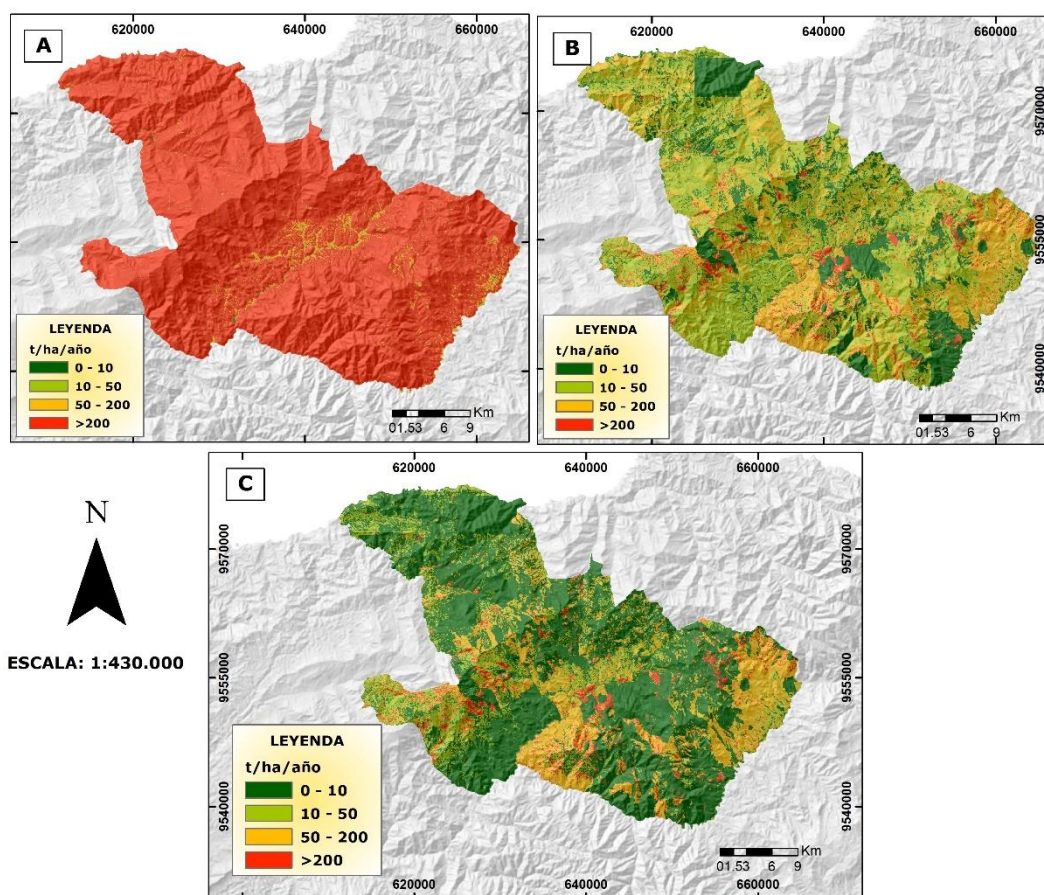 620000 640000 660000
A
LEYENDA
t/ha/año
0 - 10
10 - 50
50 - 200
>200
Km
01.53 6 9
620000 640000 660000
B
9570000
9555000
9540000
LEYENDA
t/ha/año
0 - 10
10 - 50
50 - 200
>200
Km
01.53 6 9
620000 640000
620000 640000 660000
C
N
ESCALA: 1:430.000
9570000 9570000
9555000 9555000
9540000 9540000
LEYENDA
t/ha/año
0 - 10
10 - 50
50 - 200
>200
Km
01.53 6 9
620000 640000 660000